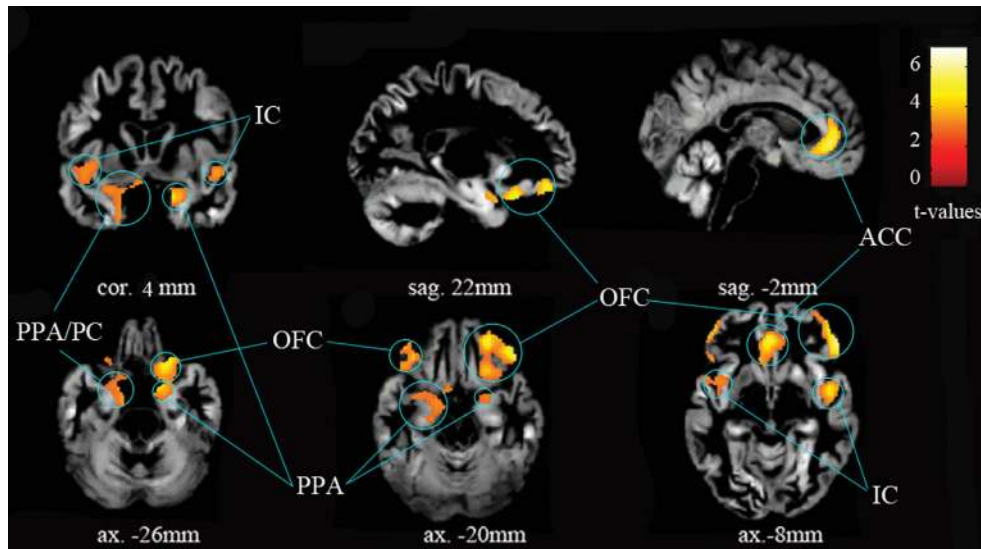 6
IC
4
2
0
t-values
ACC
cor. 4 mm
sag. 22mm
sag. -2mm
OFC
PPA/PC
OFC
PPA
IC
ax. -26mm
ax. -20mm
ax.-8mm